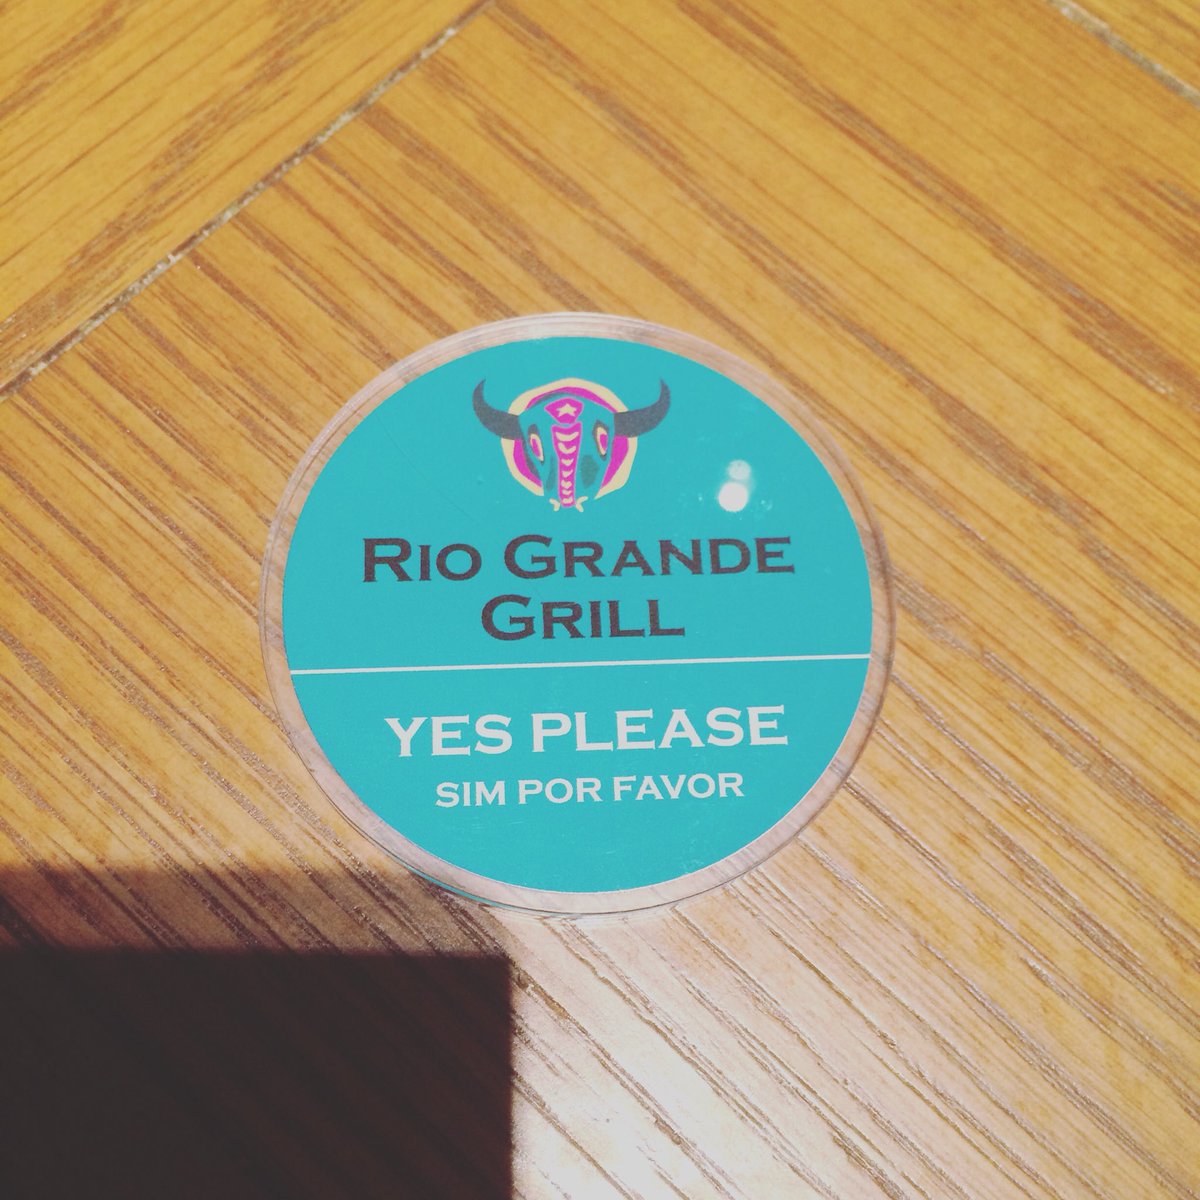 RIO GRANDE
GRILL
YES PLEASE
SIM POR FAVOR